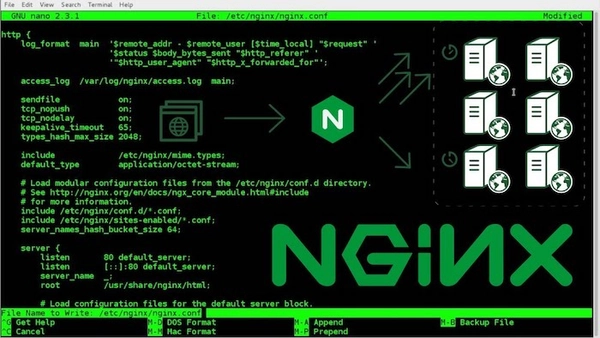 File Edit View Search Terminal Help
GNU nano 2.3.1 File: /etc/nginx/nginx.conf Modified
http {
log_format main '$remote_addr - $remote_user [$time_local] "$request" '
'$status $body_bytes_sent "$http_referer" '
'"$http_user_agent" "$http_x_forwarded_for"';
access_log /var/log/nginx/access.log main;
sendfile on;
tcp_nopush on;
tcp_nodelay on;
keepalive_timeout 65;
types_hash_max_size 2048;
include /etc/nginx/mime.types;
default_type application/octet-stream;
# Load modular configuration files from the /etc/nginx/conf.d directory.
# See http://nginx.org/en/docs/ngx_core_module.html#include
# for more information.
include /etc/nginx/conf.d/*.conf;
include /etc/nginx/sites-enabled/*.conf;
server_names_hash_bucket_size 64;
server {
listen 80 default_server;
listen [::]:80 default_server;
server_name _;
root /usr/share/nginx/html;
# Load configuration files for the default server block.
N
NGiNX
File Name to Write: /etc/nginx/nginx.conf
^G Get Help M-D DOS Format M-A Append M-B Backup File
^C Cancel M-M Mac Format M-P Prepend